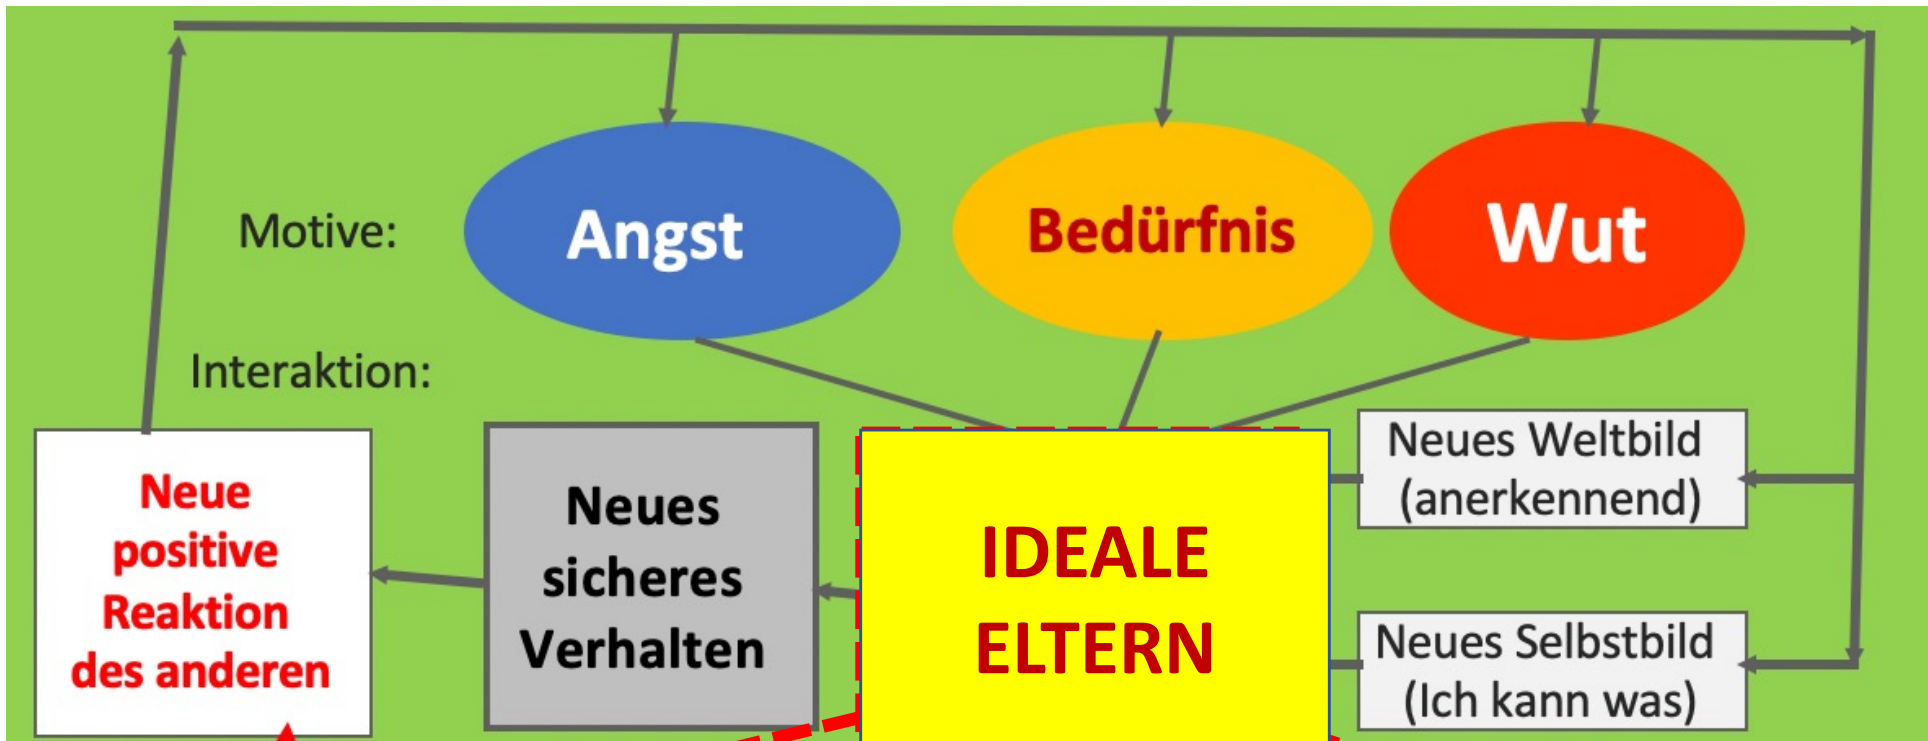 Motive:
Angst
Bedürfnis
Wut
Interaktion:
Neue
positive
Reaktion
des anderen
Neues
sicheres
Verhalten
IDEALE
ELTERN
Neues Weltbild
(anerkennend)
Neues Selbstbild
(Ich kann was)